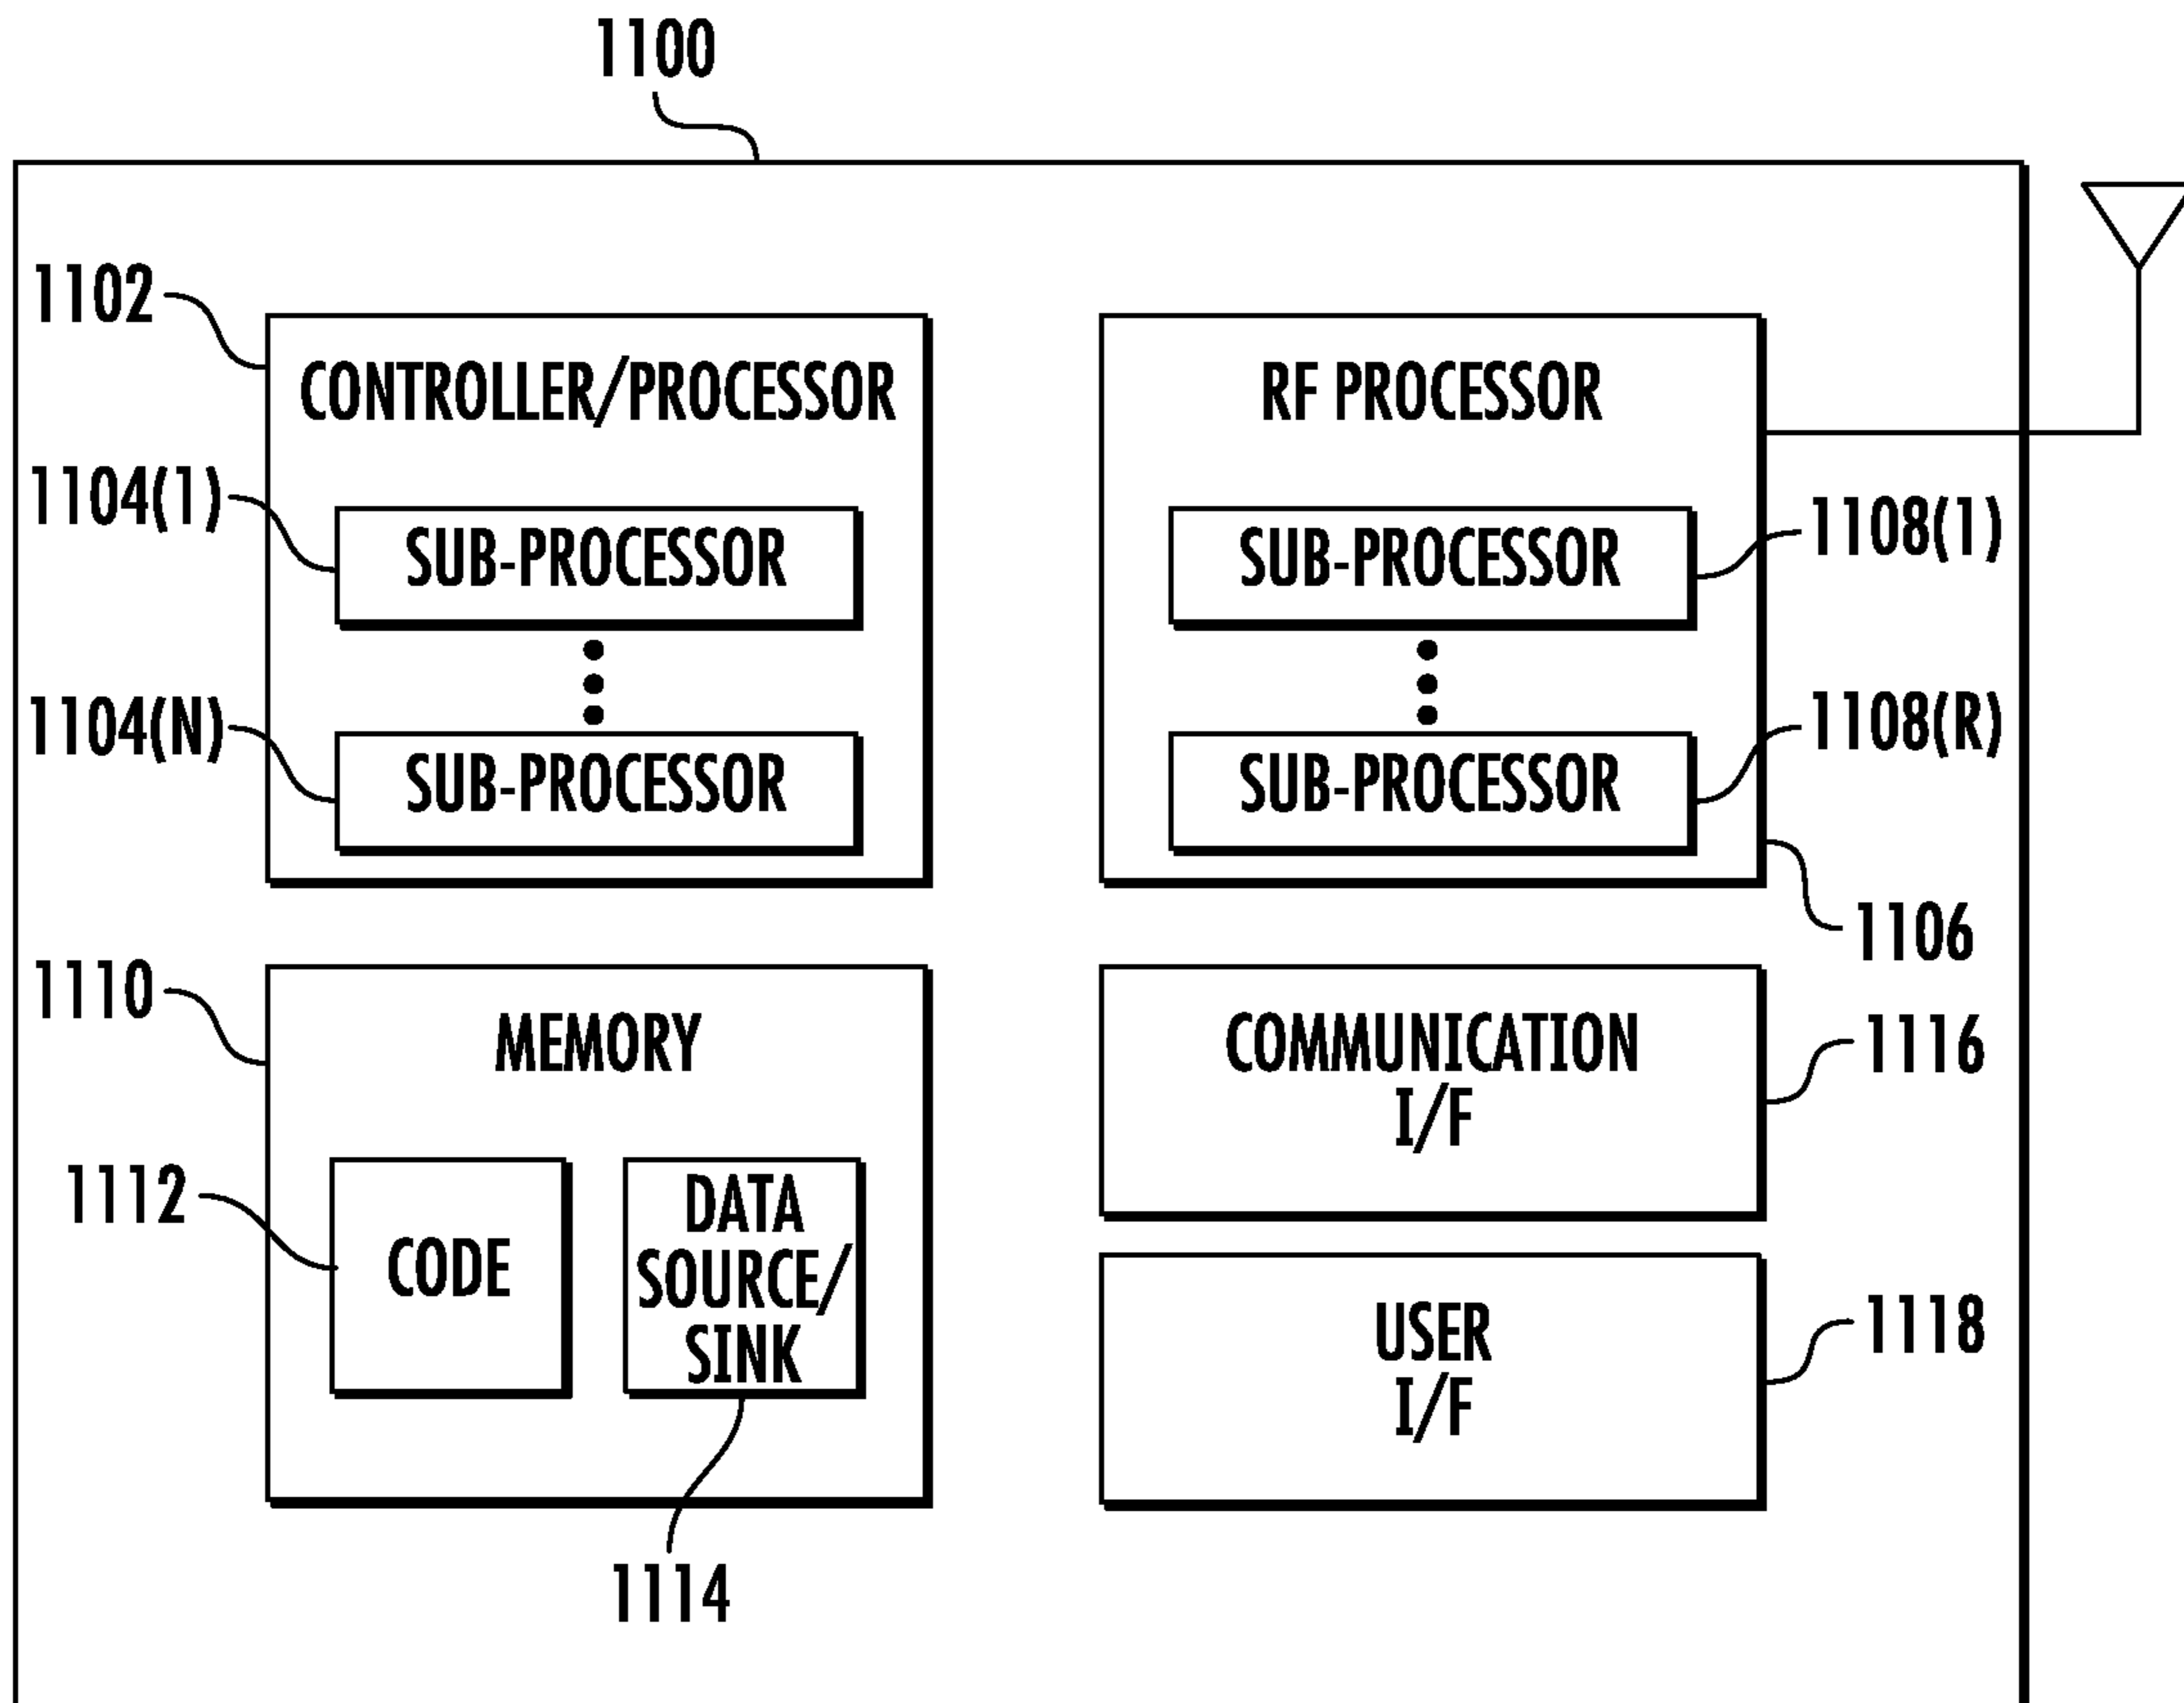 1100
1102
CONTROLLER/PROCESSOR
1104(1)
SUB-PROCESSOR
1104(N)
SUB-PROCESSOR
RF PROCESSOR
SUB-PROCESSOR
1108(1)
SUB-PROCESSOR
1108(R)
1106
1110
MEMORY
1112
CODE
DATA
SOURCE/
SINK
1114
COMMUNICATION
I/F
1116
USER
I/F
1118